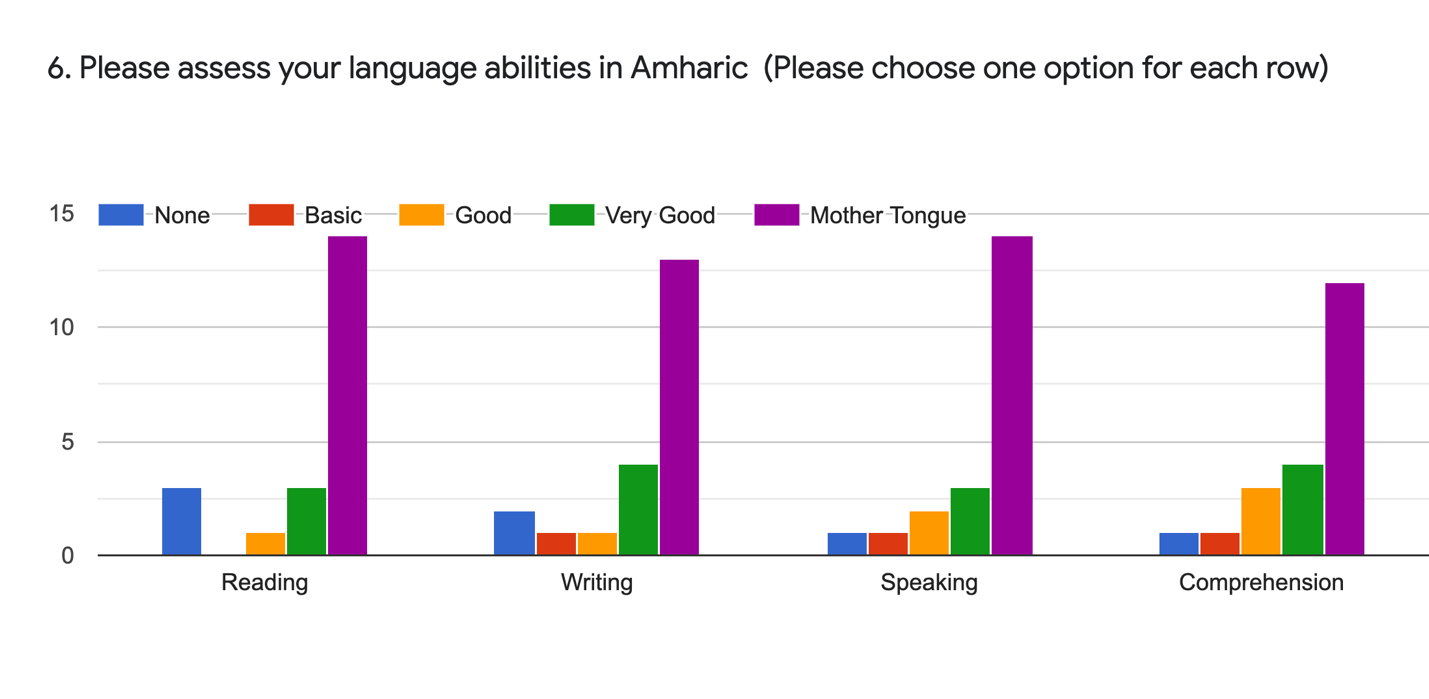 6. Please assess your language abilities in Amharic  (Please choose one option for each row)
15 None Basic Good Very Good Mother Tongue
10
5
0
Reading Writing Speaking Comprehension